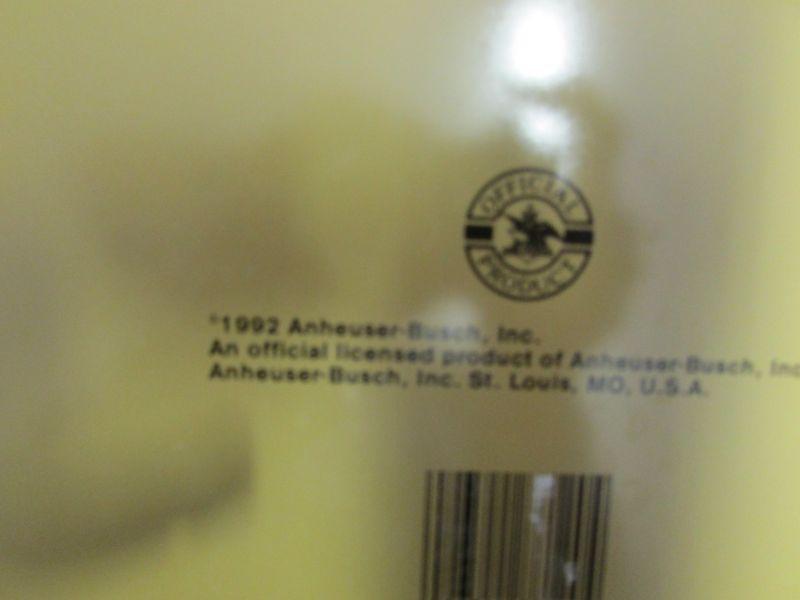 OFFICIAL
PRODUCT
©1992 Anheuser-Busch, Inc.
An official licensed product of Anheuser-Busch, Inc
Anheuser-Busch, Inc. St. Louis, MO, U.S.A.